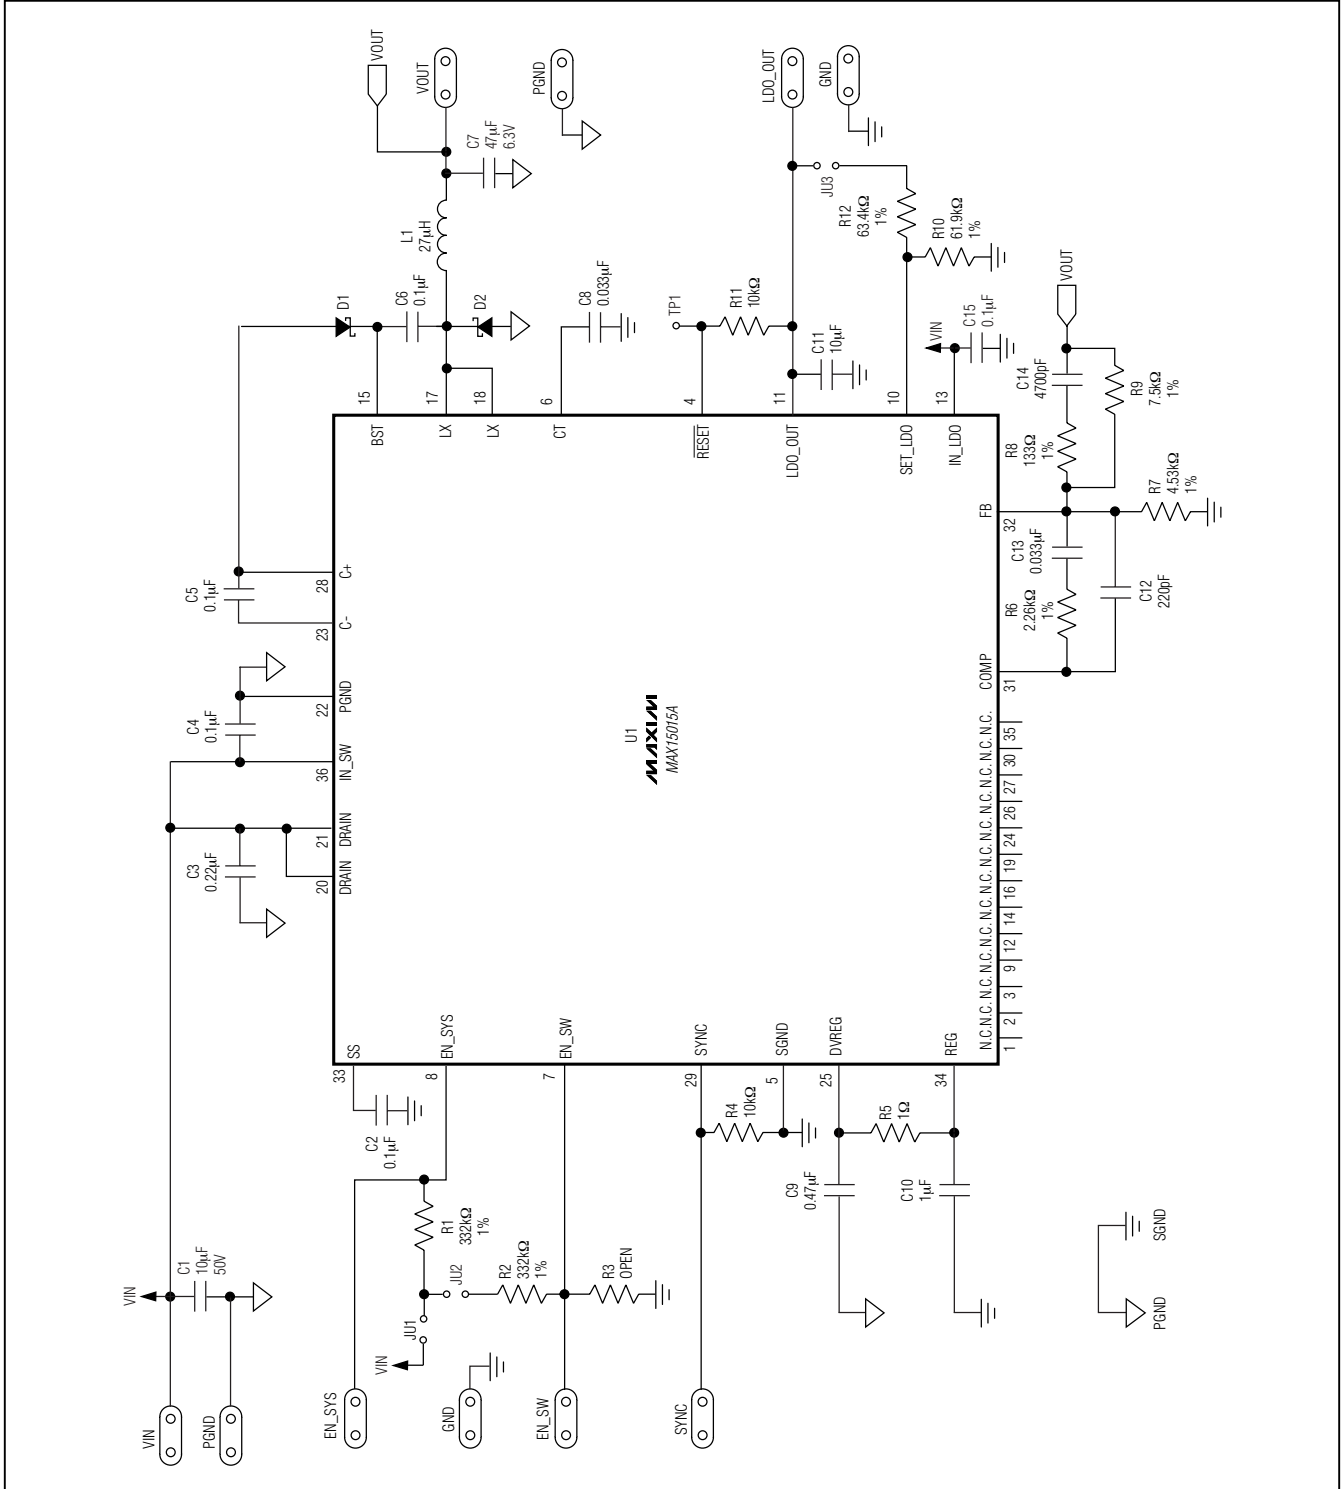 VIN
PGND
VIN
C1
10µF
50V
C3
0.22µF
C4
0.1µF
C5
0.1µF
20
DRAIN
21
DRAIN
36
IN_SW
22
PGND
23
C-
28
C+
EN_SYS
GND
EN_SW
SYNC
VIN
JU1
JU2
R1
332kΩ
1%
R2
332kΩ
1%
R3
OPEN
C2
0.1µF
33
SS
8
EN_SYS
7
EN_SW
29
SYNC
R4
10kΩ
5
SGND
25
DVREG
C9
0.47µF
R5
1Ω
C10
1µF
34
REG
PGND
SGND
U1
MAXIM
MAX15015A
D1
15
BST
C6
0.1µF
17
LX
18
LX
D2
L1
27µH
C7
47µF
6.3V
VOUT
VOUT
PGND
6
CT
C8
0.033µF
4
RESET
TP1
R11
10kΩ
11
LDO_OUT
C11
10µF
LDO_OUT
GND
JU3
R12
63.4kΩ
1%
R10
61.9kΩ
1%
10
SET_LDO
13
IN_LDO
VIN
C15
0.1µF
N.C. N.C. N.C. N.C. N.C. N.C. N.C. N.C. N.C. N.C. N.C. N.C. N.C.
1 2 3 9 12 14 16 19 24 26 27 30 35
COMP
31
FB
32
R6
2.26kΩ
1%
C13
0.033µF
C12
220pF
R8
133Ω
1%
C14
4700pF
R9
7.5kΩ
1%
R7
4.53kΩ
1%
VOUT